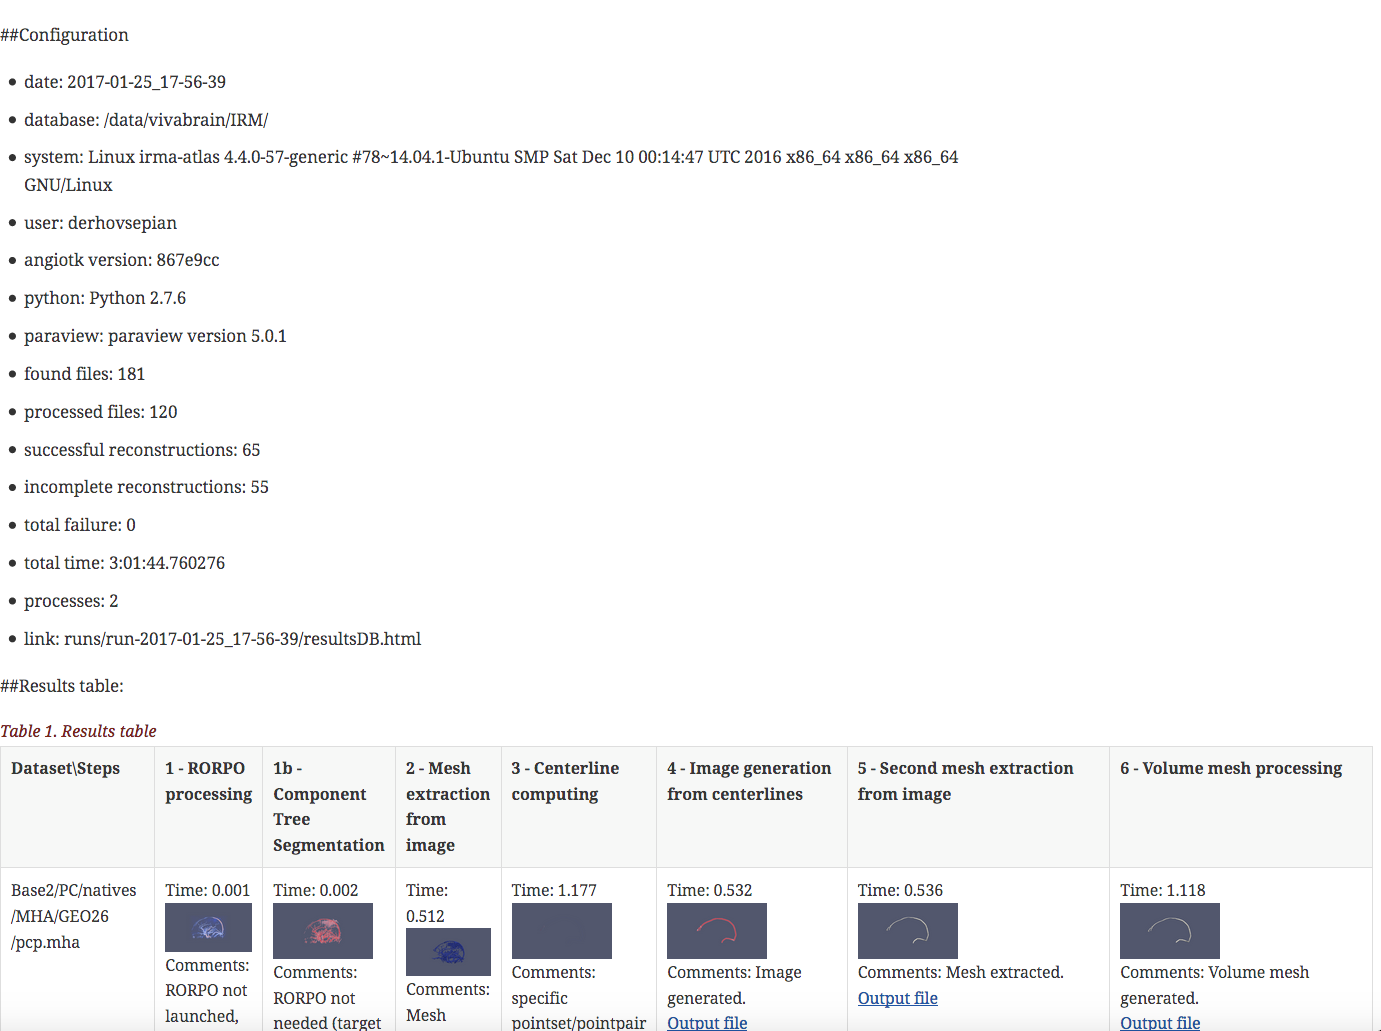 ##Configuration
• date: 2017-01-25_17-56-39
• database: /data/vivabrain/IRM/
• system: Linux irma-atlas 4.4.0-57-generic #78~14.04.1-Ubuntu SMP Sat Dec 10 00:14:47 UTC 2016 x86_64 x86_64 x86_64
GNU/Linux
• user: derhovsepian
• angiotk version: 867e9cc
• python: Python 2.7.6
• paraview: paraview version 5.0.1
• found files: 181
• processed files: 120
• successful reconstructions: 65
• incomplete reconstructions: 55
• total failure: 0
• total time: 3:01:44.760276
• processes: 2
• link: runs/run-2017-01-25_17-56-39/resultsDB.html
##Results table:
Table 1. Results table
Dataset\Steps
1 - RORPO
processing
1b -
Component
Tree
Segmentation
2 - Mesh
extraction
from
image
3 - Centerline
computing
4 - Image generation
from centerlines
5 - Second mesh extraction
from image
6 - Volume mesh processing
Base2/PC/natives
/MHA/GEO26
/pcp.mha
Time: 0.001
Comments:
RORPO not
launched,
Time: 0.002
Comments:
RORPO not
needed (target
Time:
0.512
Comments:
Mesh
Time: 1.177
Comments:
specific
pointset/pointpair
Time: 0.532
Comments: Image
generated.
Output file
Time: 0.536
Comments: Mesh extracted.
Output file
Time: 1.118
Comments: Volume mesh
generated.
Output file